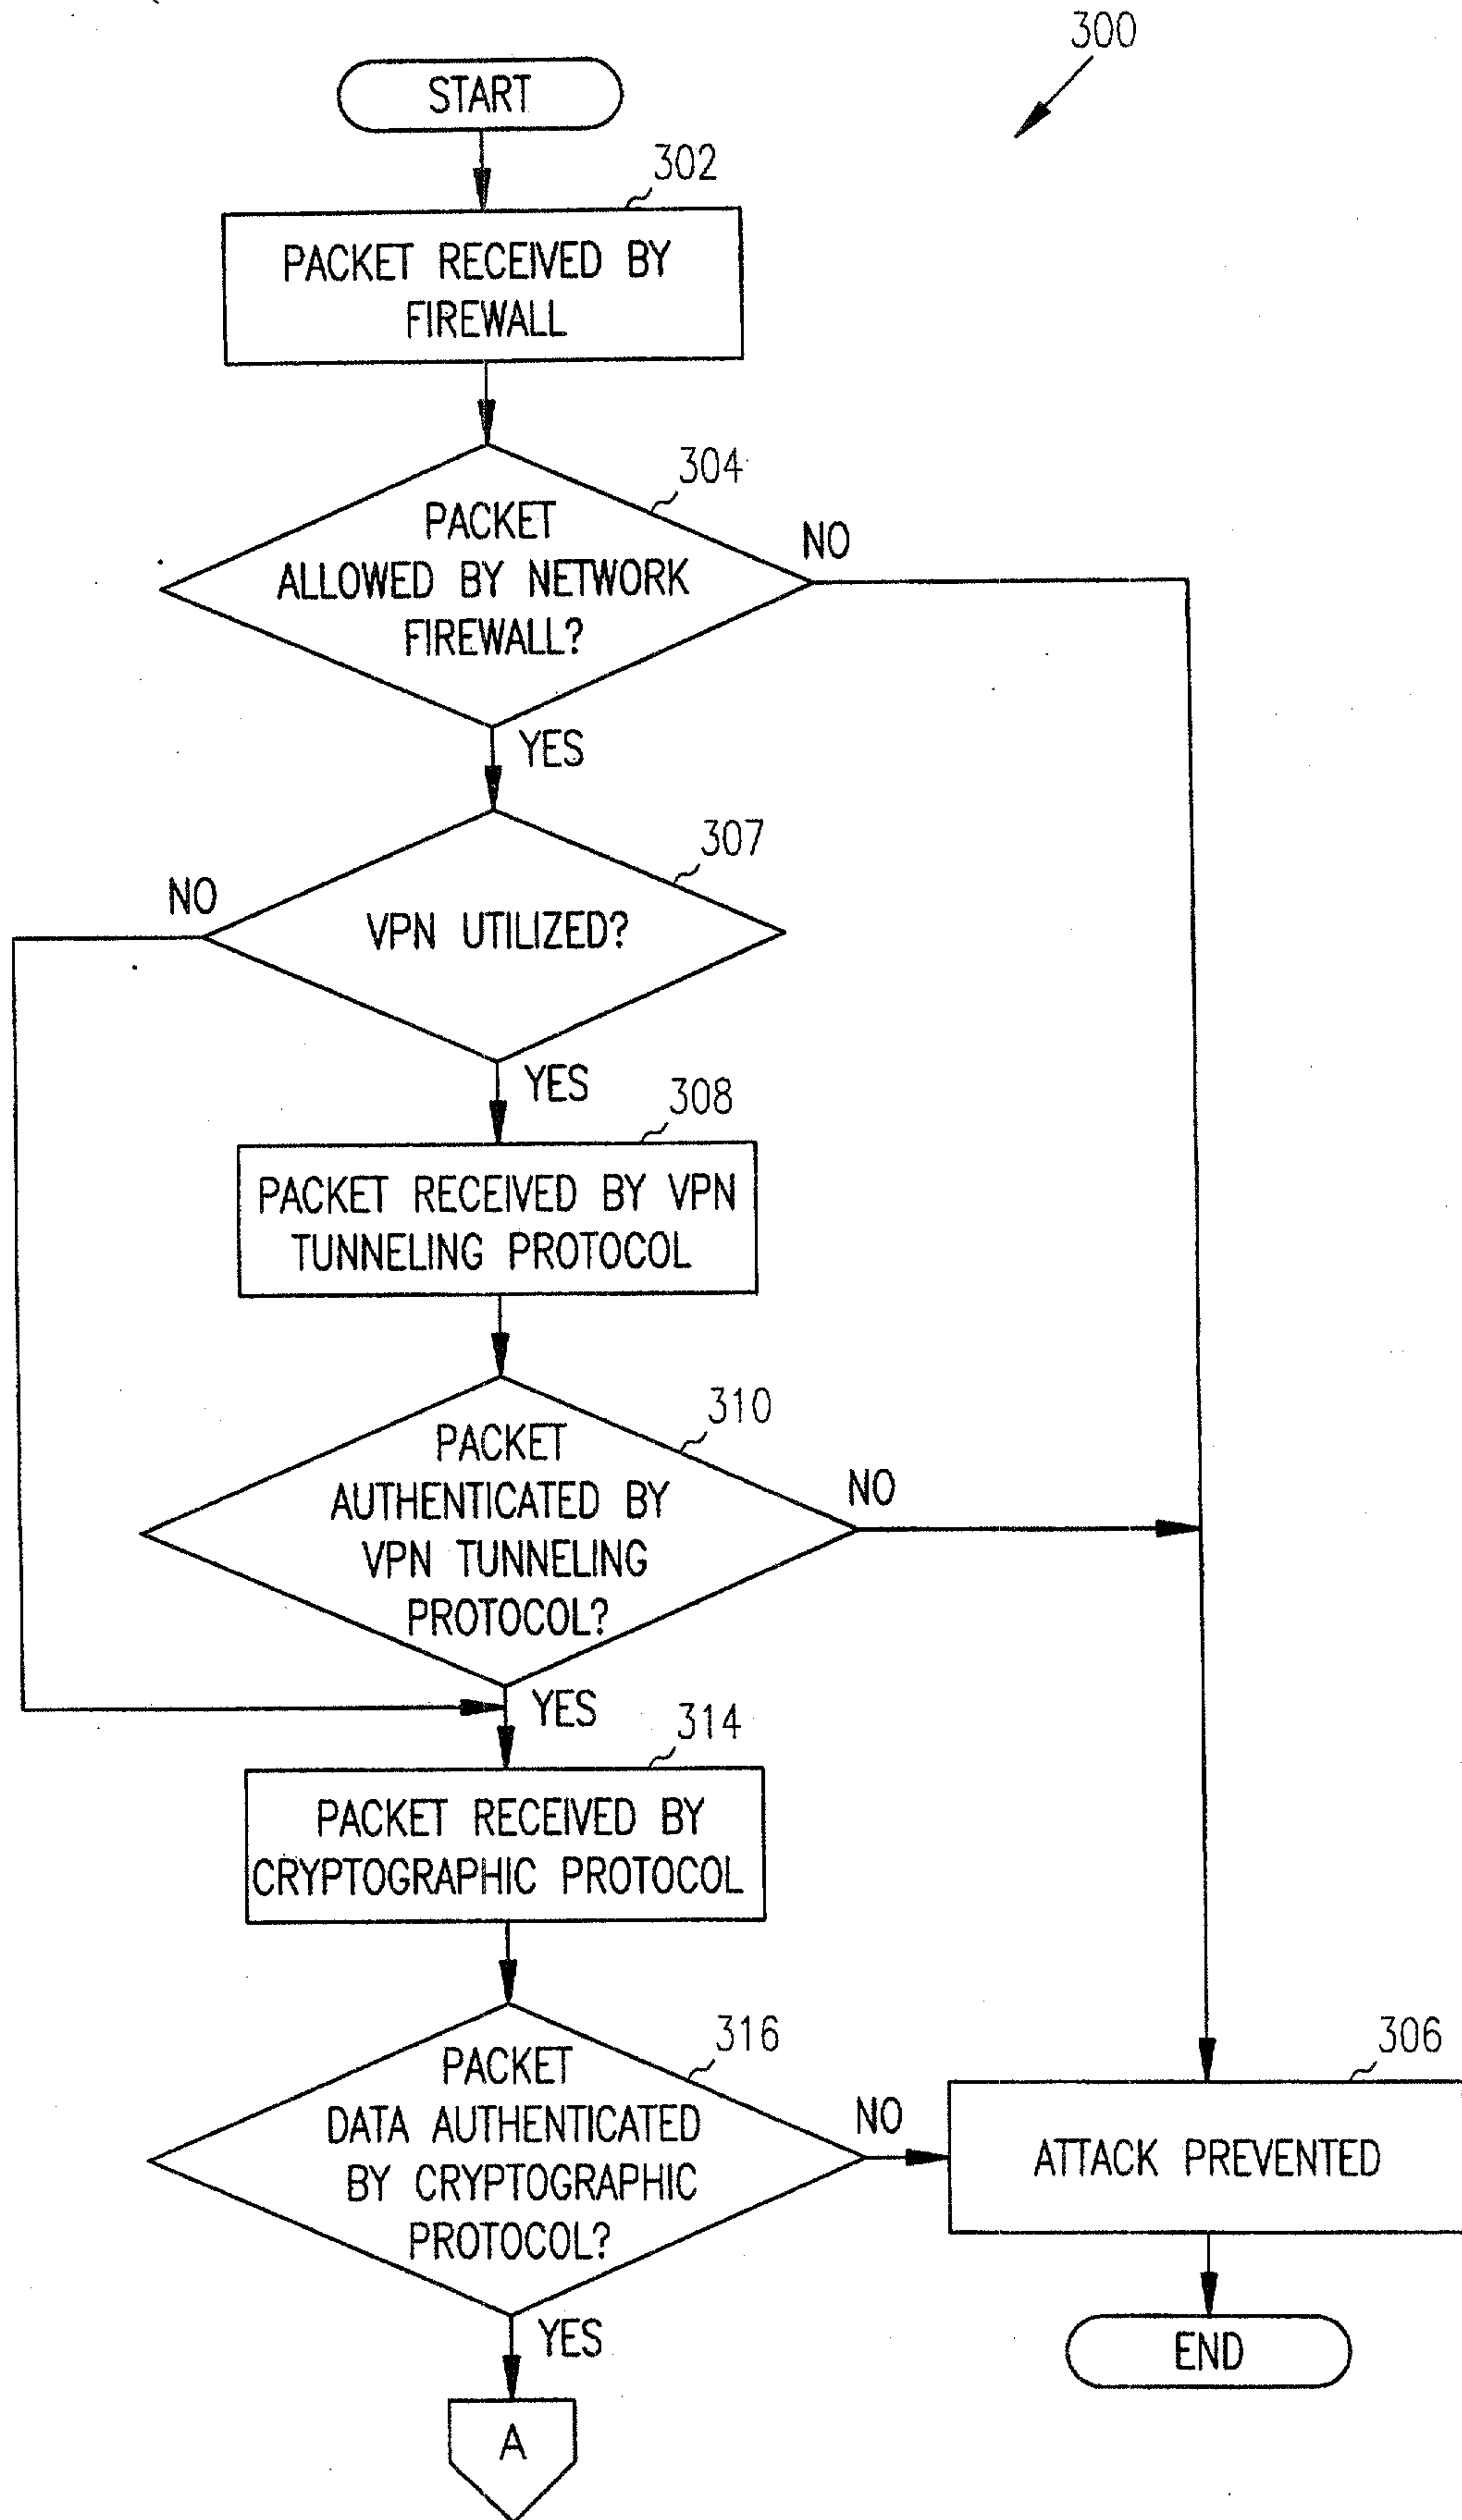 300
START
302
PACKET RECEIVED BY
FIREWALL
304
PACKET
ALLOWED BY NETWORK
FIREWALL?
NO
YES
307
NO
VPN UTILIZED?
YES
308
PACKET RECEIVED BY VPN
TUNNELING PROTOCOL
310
PACKET
AUTHENTICATED BY
VPN TUNNELING
PROTOCOL?
NO
YES
314
PACKET RECEIVED BY
CRYPTOGRAPHIC PROTOCOL
316
PACKET
DATA AUTHENTICATED
BY CRYPTOGRAPHIC
PROTOCOL?
NO
306
ATTACK PREVENTED
YES
END
A